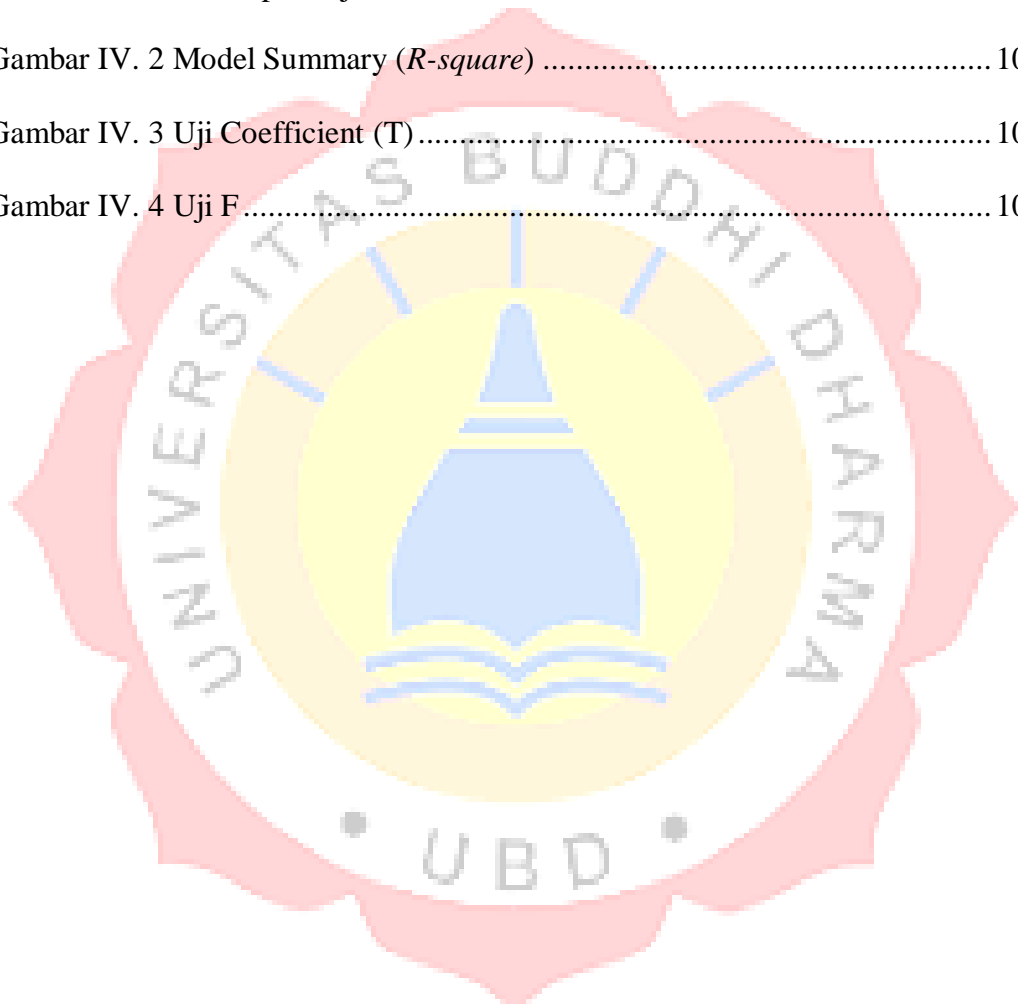 Gambar IV. 2 Model Summary (R-square) ............................................. 10
Gambar IV. 3 Uji Coefficient (T) ............................................. 10
Gambar IV. 4 Uji F ............................................. 10
UNIVERSITAS BUDDHI DHARMA
• UBD •